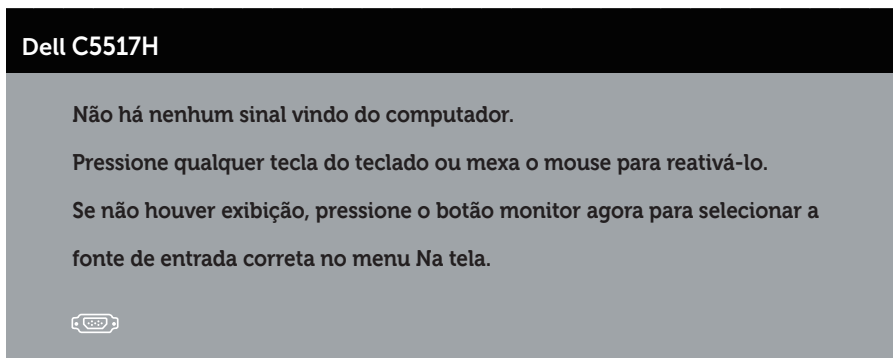 Dell C5517H
Não há nenhum sinal vindo do computador.
Pressione qualquer tecla do teclado ou mexa o mouse para reativá-lo.
Se não houver exibição, pressione o botão monitor agora para selecionar a
fonte de entrada correta no menu Na tela.